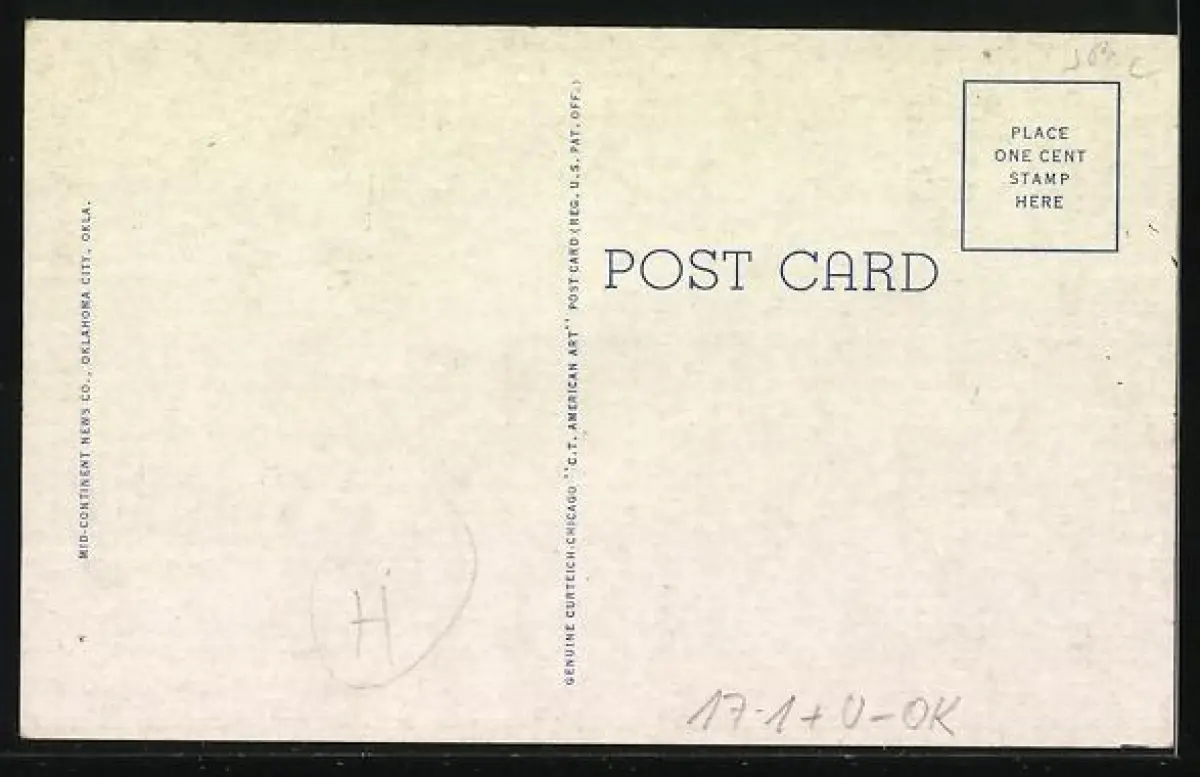 MID-CONTINENT NEWS CO., OKLAHOMA CITY, OKLA.
GENUINE CURTEICH-CHICAGO "C.T. AMERICAN ART" POST CARD (REG. U.S. PAT. OFF.)
POST CARD
PLACE
ONE CENT
STAMP
HERE
H
17-1+U-OK